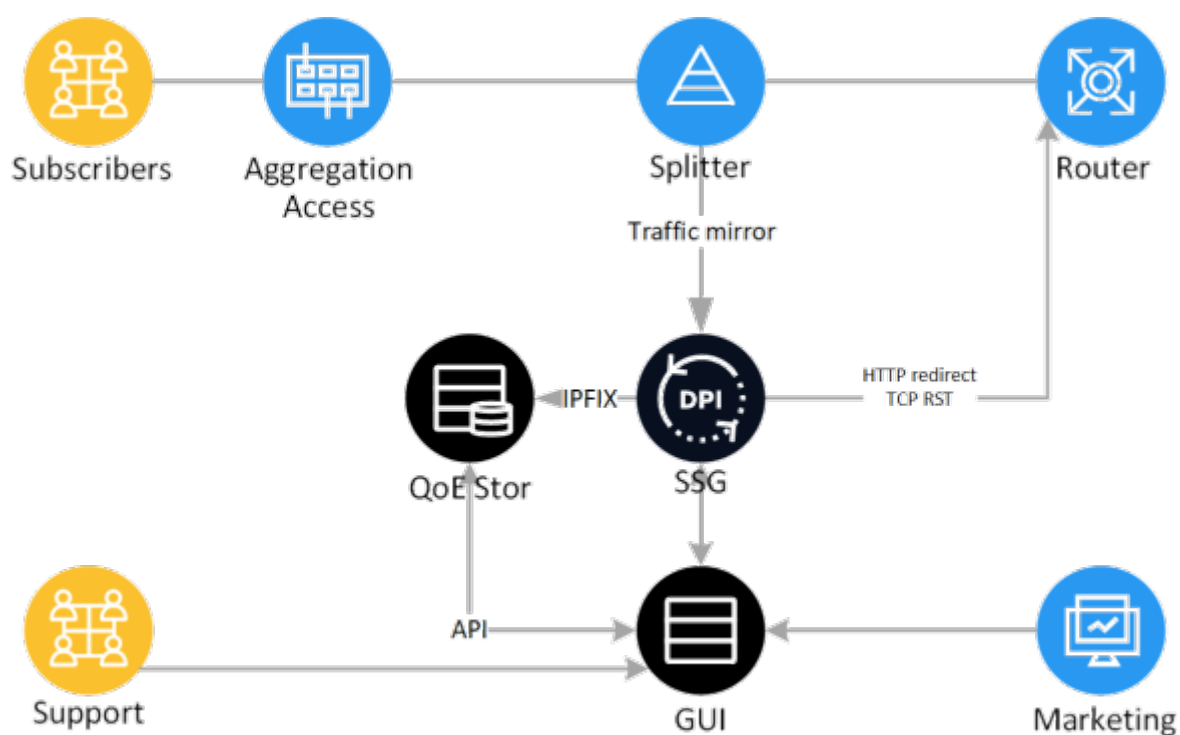 Subscribers
Aggregation
Access
Splitter
Router
Traffic mirror
DPI
HTTP redirect
TCP RST
IPFIX
QoE Stor
SSG
API
Support
GUI
Marketing